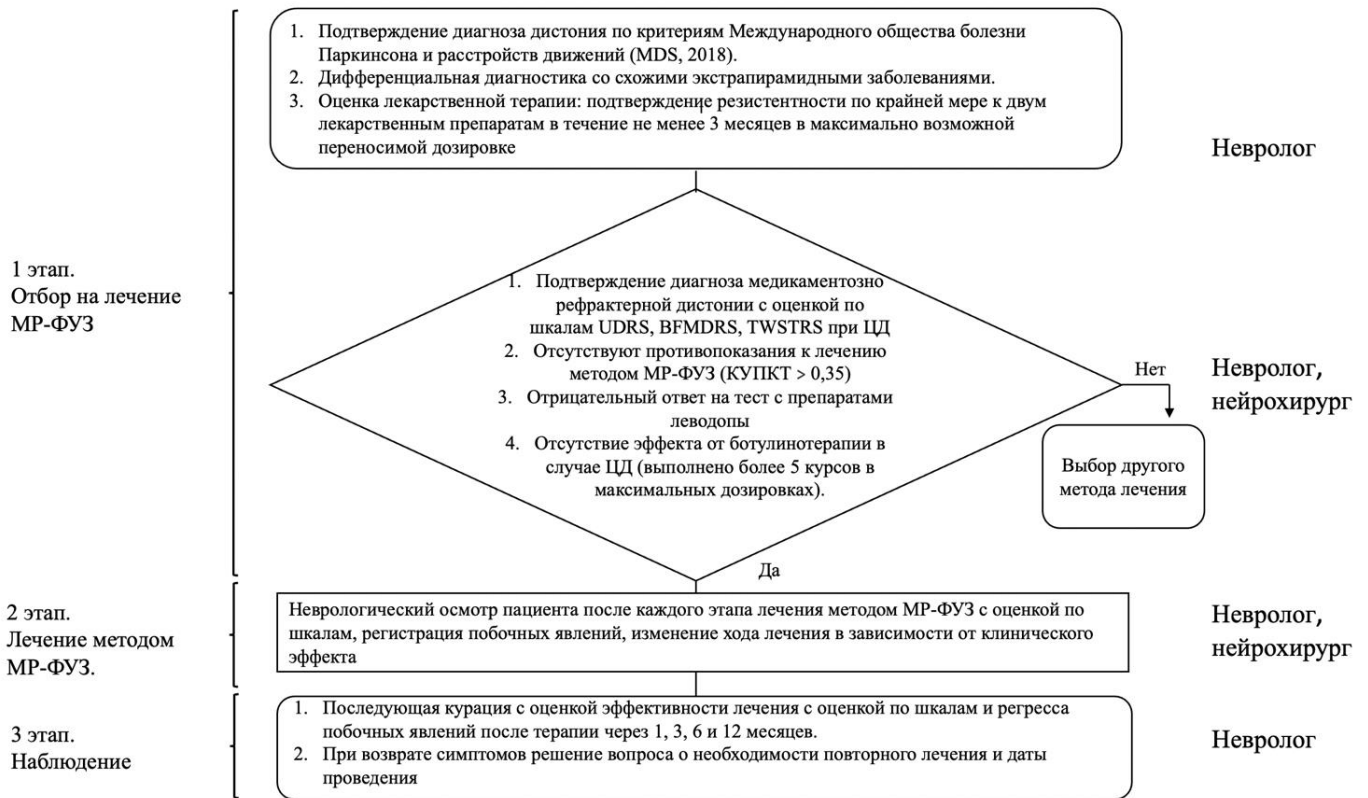 1. Подтверждение диагноза дистония по критериям Международного общества болезни
Паркинсона и расстройств движений (MDS, 2018).
2. Дифференциальная диагностика со схожими экстрапирамидными заболеваниями.
3. Оценка лекарственной терапии: подтверждение резистентности по крайней мере к двум
лекарственным препаратам в течение не менее 3 месяцев в максимально возможной
переносимой дозировке
Невролог
1 этап.
Отбор на лечение
МР-ФУЗ
1. Подтверждение диагноза медикаментозно
рефрактерной дистонии с оценкой по
шкалам UDRS, BFMDRS, TWSTRS при ЦД
2. Отсутствуют противопоказания к лечению
методом МР-ФУЗ (КУПКТ > 0,35)
3. Отрицательный ответ на тест с препаратами
леводопы
4. Отсутствие эффекта от ботулинотерапии в
случае ЦД (выполнено более 5 курсов в
максимальных дозировках).
Нет
Невролог,
нейрохирург
Выбор другого
метода лечения
Да
2 этап.
Лечение методом
МР-ФУЗ.
Неврологический осмотр пациента после каждого этапа лечения методом МР-ФУЗ с оценкой по
шкалам, регистрация побочных явлений, изменение хода лечения в зависимости от клинического
эффекта
Невролог,
нейрохирург
3 этап.
Наблюдение
1. Последующая курация с оценкой эффективности лечения с оценкой по шкалам и регресса
побочных явлений после терапии через 1, 3, 6 и 12 месяцев.
2. При возврате симптомов решение вопроса о необходимости повторного лечения и даты
проведения
Невролог